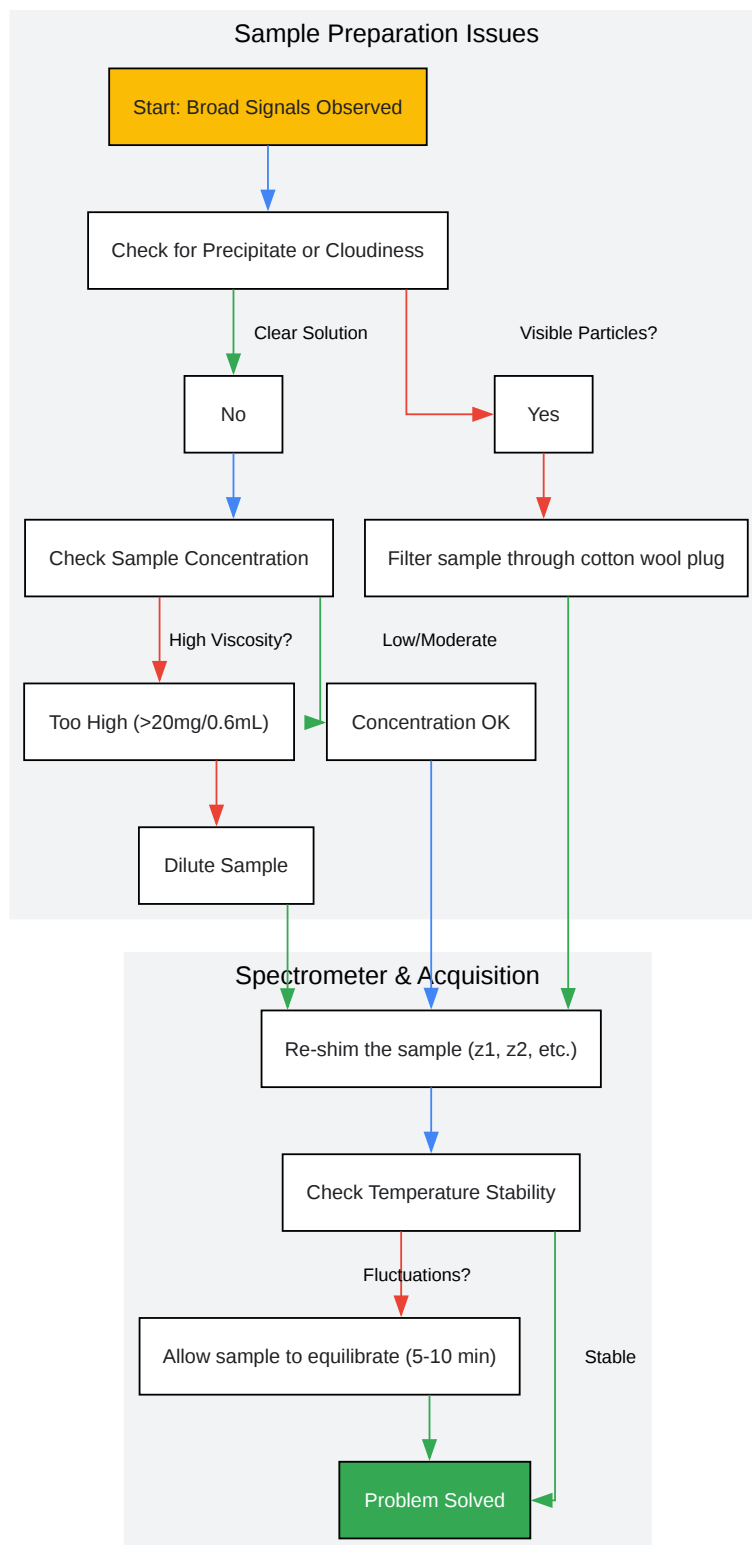 Sample Preparation Issues
Start: Broad Signals Observed
Check for Precipitate or Cloudiness
Clear Solution
Visible Particles?
No
Yes
Check Sample Concentration
Filter sample through cotton wool plug
High Viscosity?
Low/Moderate
Too High (>20mg/0.6mL)
Concentration OK
Dilute Sample
Spectrometer & Acquisition
Re-shim the sample (z1, z2, etc.)
Check Temperature Stability
Fluctuations?
Allow sample to equilibrate (5-10 min)
Stable
Problem Solved